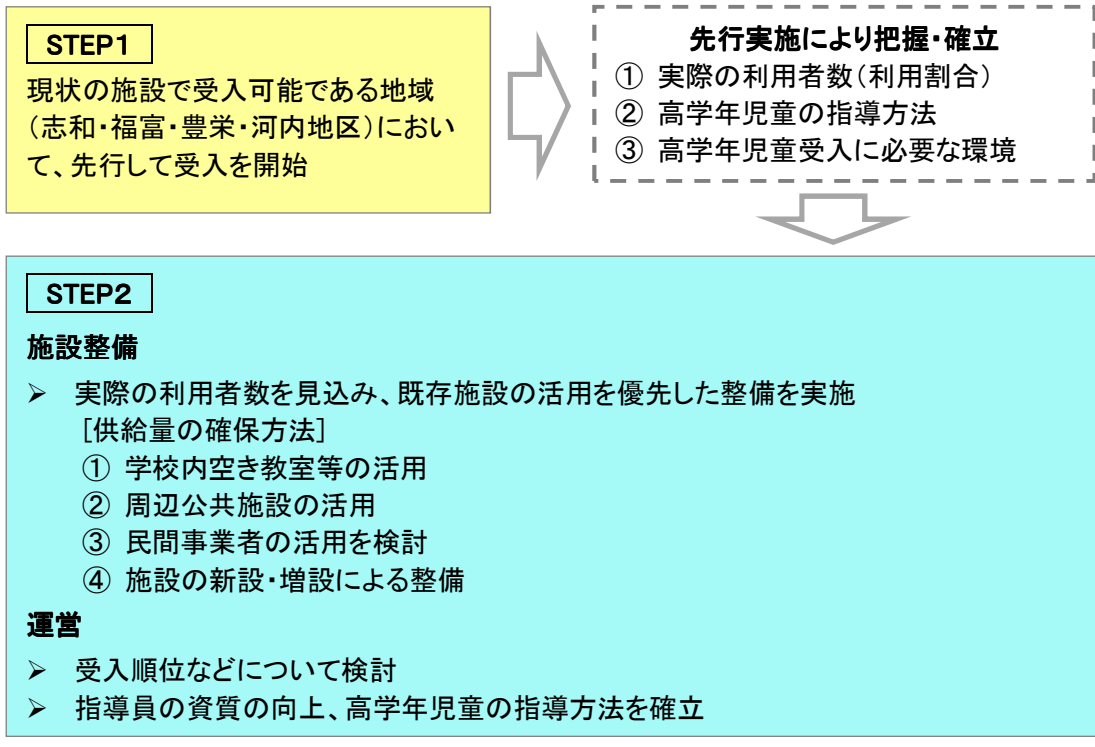 STEP1
現状の施設で受入可能である地域
（志和・福富・豊栄・河内地区）におい
て、先行して受入を開始
先行実施により把握・確立
① 実際の利用者数（利用割合）
② 高学年児童の指導方法
③ 高学年児童受入に必要な環境
STEP2
施設整備
➢ 実際の利用者数を見込み、既存施設の活用を優先した整備を実施
［供給量の確保方法］
① 学校内空き教室等の活用
② 周辺公共施設の活用
③ 民間事業者の活用を検討
④ 施設の新設・増設による整備
運営
➢ 受入順位などについて検討
➢ 指導員の資質の向上、高学年児童の指導方法を確立